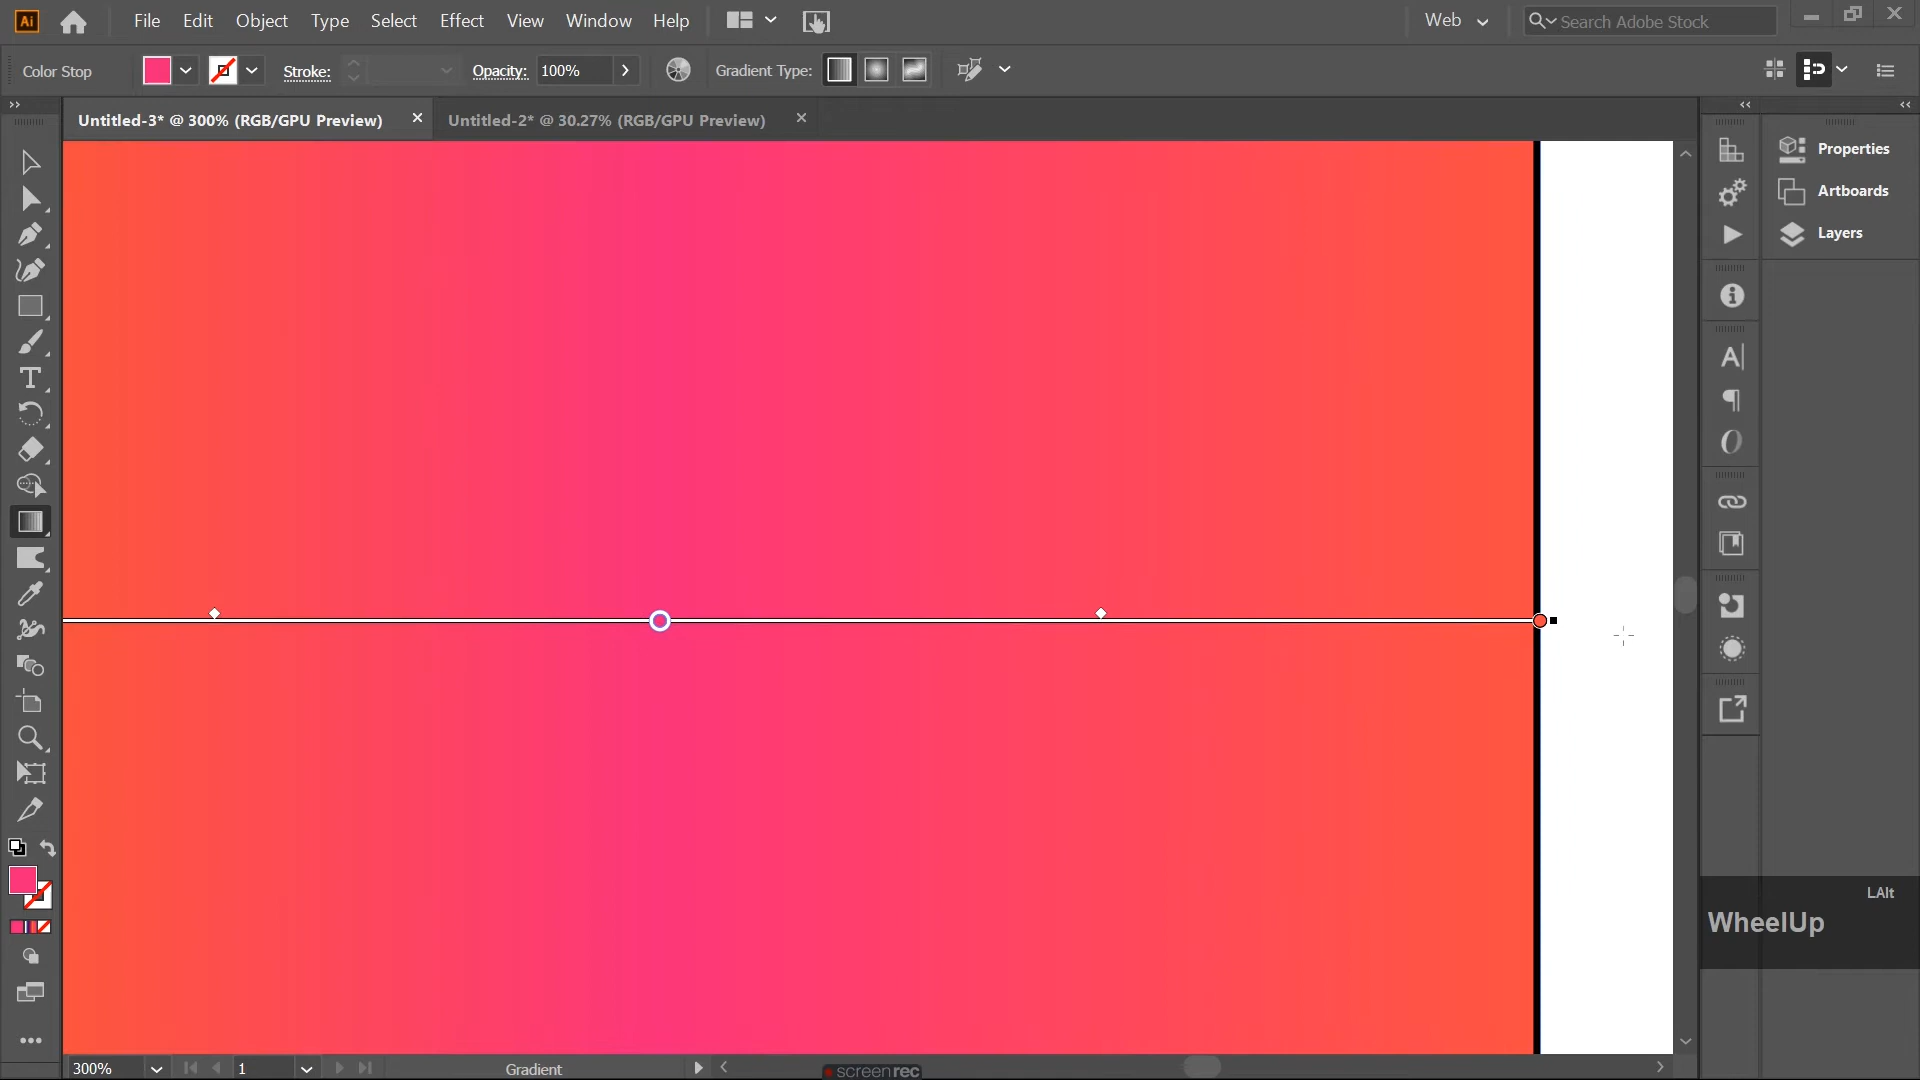 Ai File Edit Object Type Select Effect View Window Help Web Search Adobe Stock
Color Stop Stroke: Opacity: 100% Gradient Type:
Untitled-3* @ 300% (RGB/GPU Preview) Untitled-2* @ 30.27% (RGB/GPU Preview)
Properties
Artboards
Layers
LAlt
WheelUp
300% 1 Gradient
screenrec